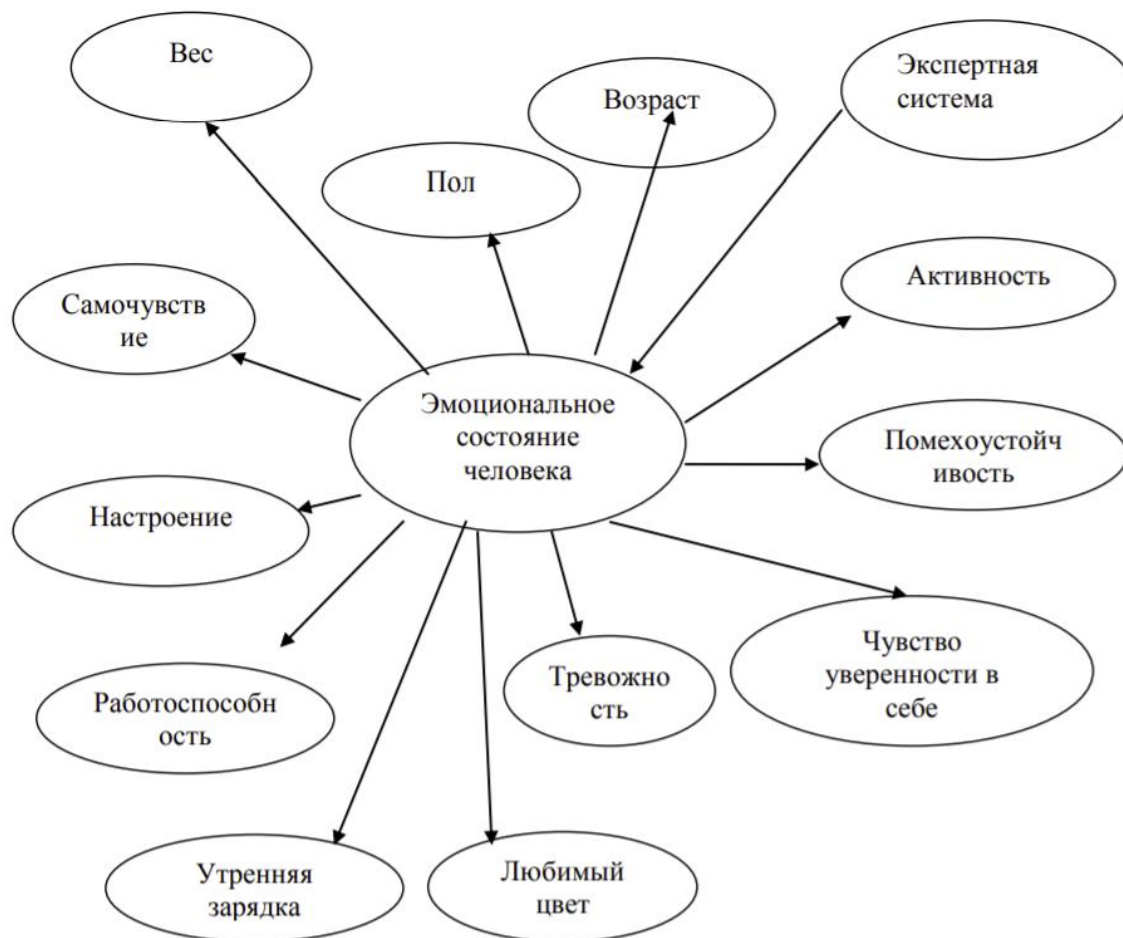 Вес
Возраст
Экспертная
система
Пол
Активность
Самочувств
ие
Эмоциональное
состояние
человека
Помехоустойч
ивость
Настроение
Чувство
уверенности в
себе
Тревожно
сть
Работоспособн
ость
Утренняя
зарядка
Любимый
цвет